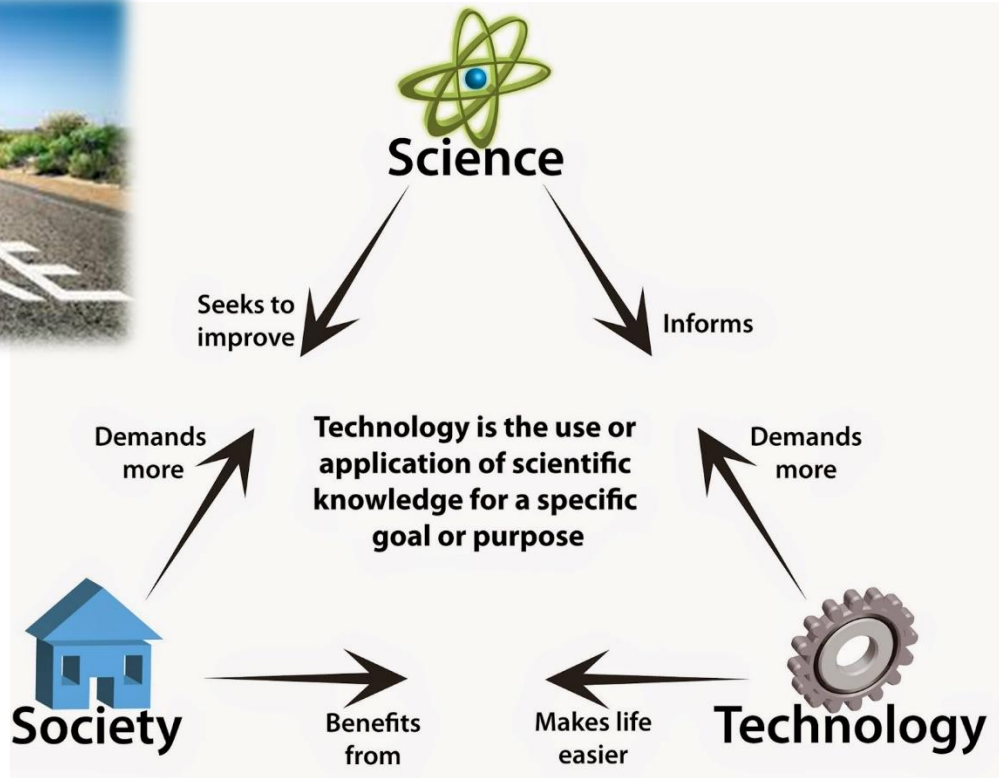 Science
Seeks to
improve
Informs
Demands
more
Technology is the use or
application of scientific
knowledge for a specific
goal or purpose
Demands
more
Society
Benefits
from
Makes life
easier
Technology